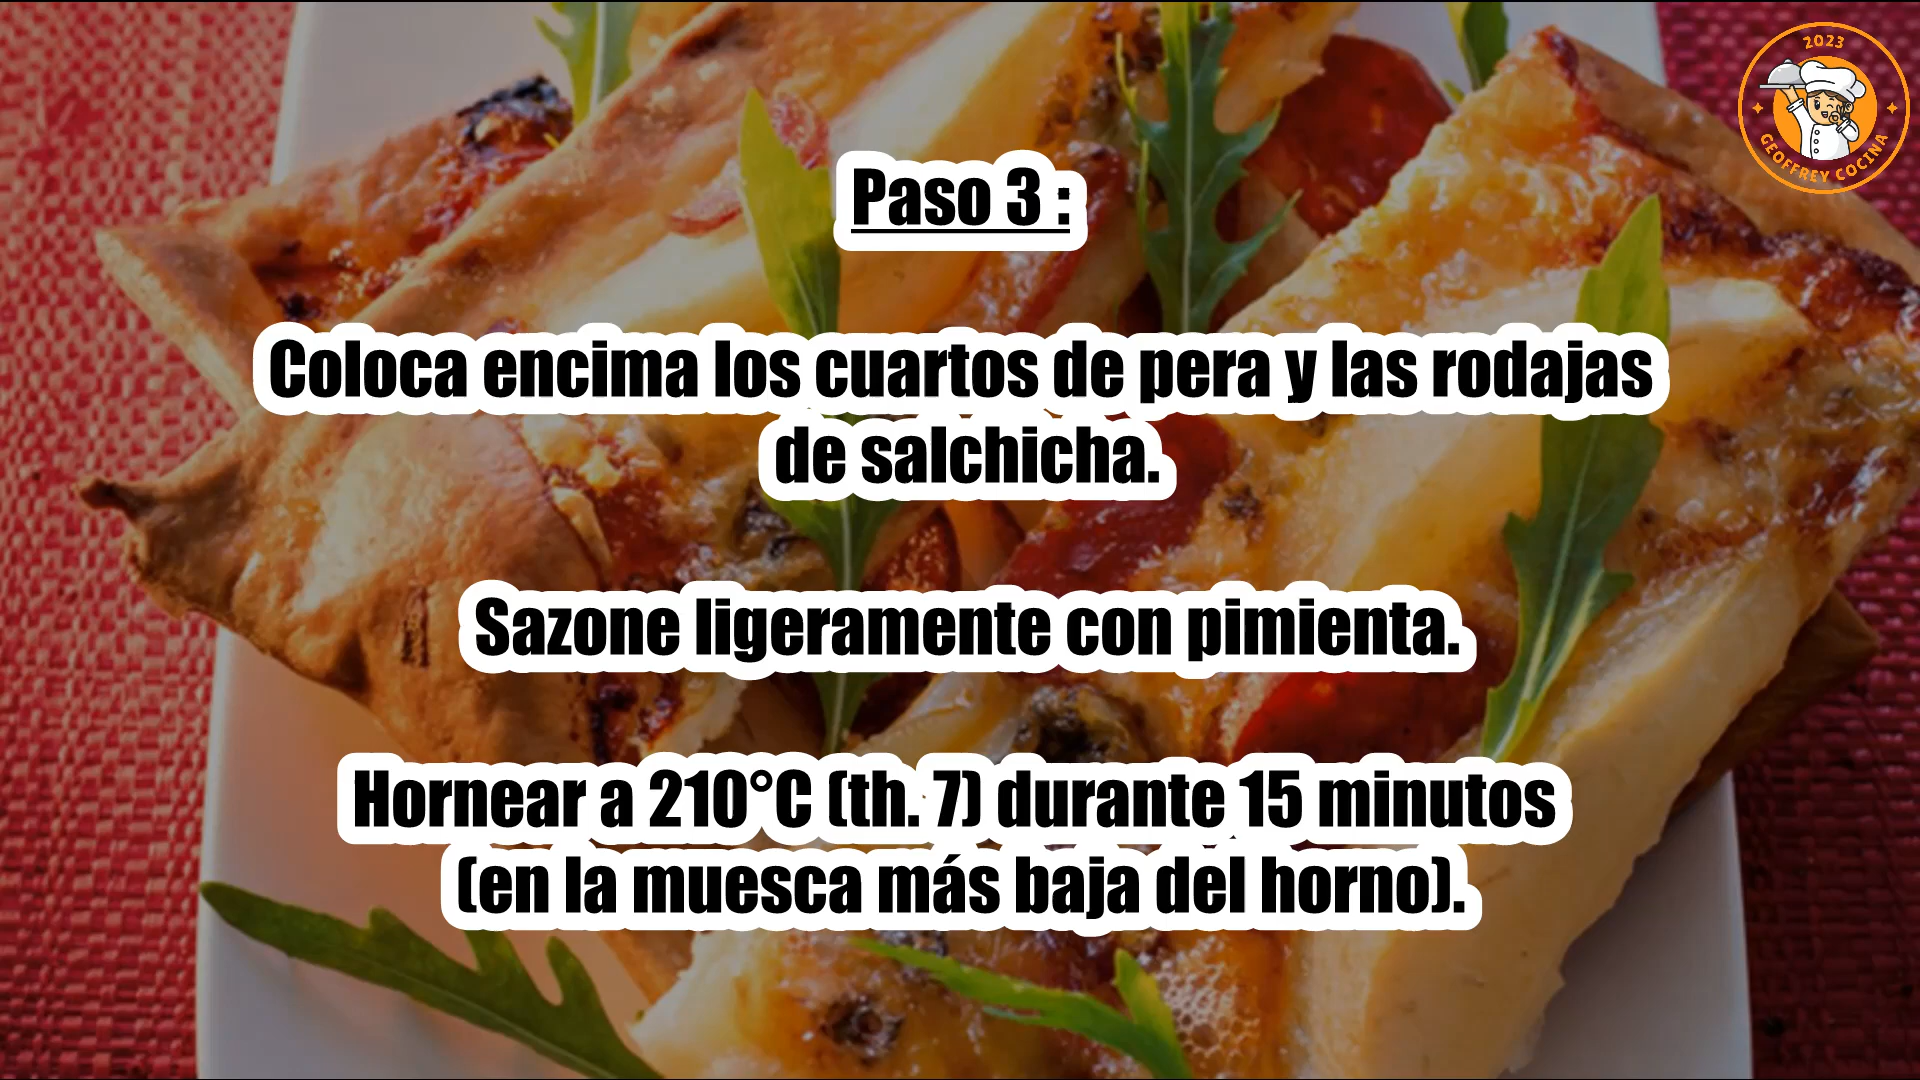 2023
GEOFFREY COCINA
Paso 3 :
Coloca encima los cuartos de pera y las rodajas
de salchicha.
Sazone ligeramente con pimienta.
Hornear a 210°C (th. 7) durante 15 minutos
(en la muesca más baja del horno).